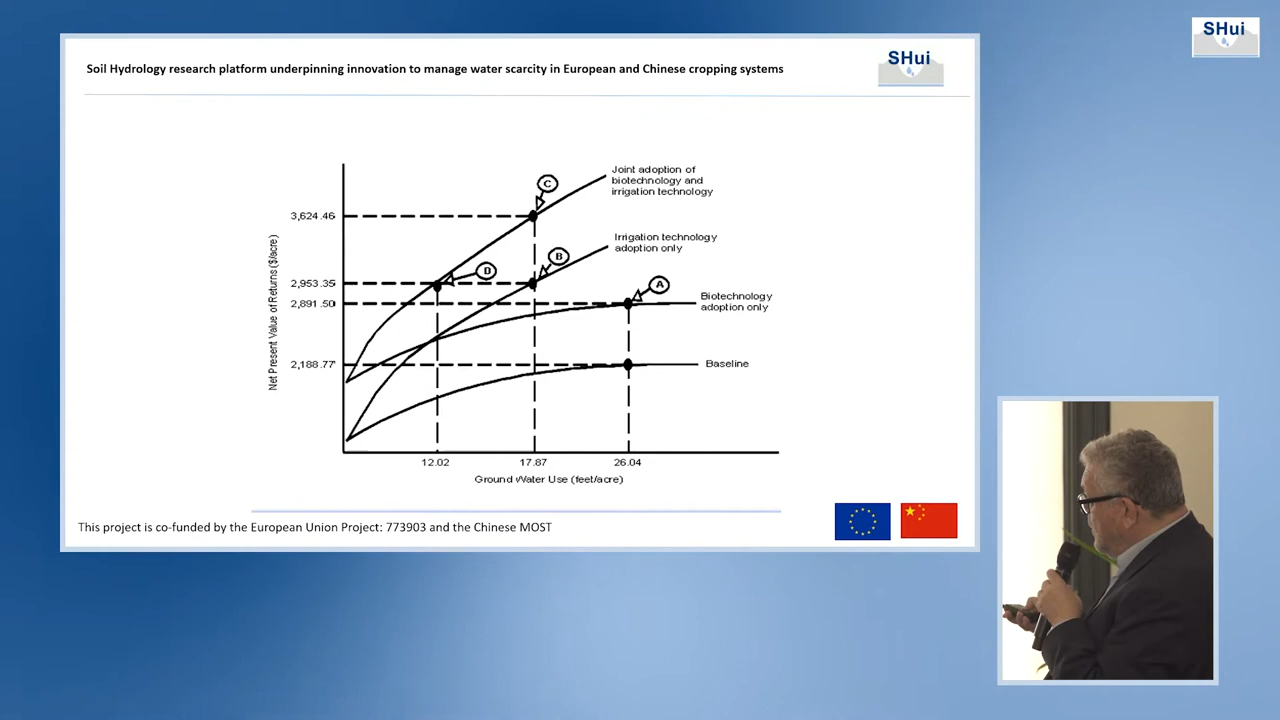 SHui
Soil Hydrology research platform underpinning innovation to manage water scarcity in European and Chinese cropping systems
SHui
Joint adoption of
biotechnology and
irrigation technology
C
3,624.46
Irrigation technology
adoption only
B
D
2,953.35
A
2,891.50
Biotechnology
adoption only
2,188.77
Baseline
Net Present Value of Returns ($/acre)
12.02
17.87
26.04
Ground Water Use (feet/acre)
This project is co-funded by the European Union Project: 773903 and the Chinese MOST